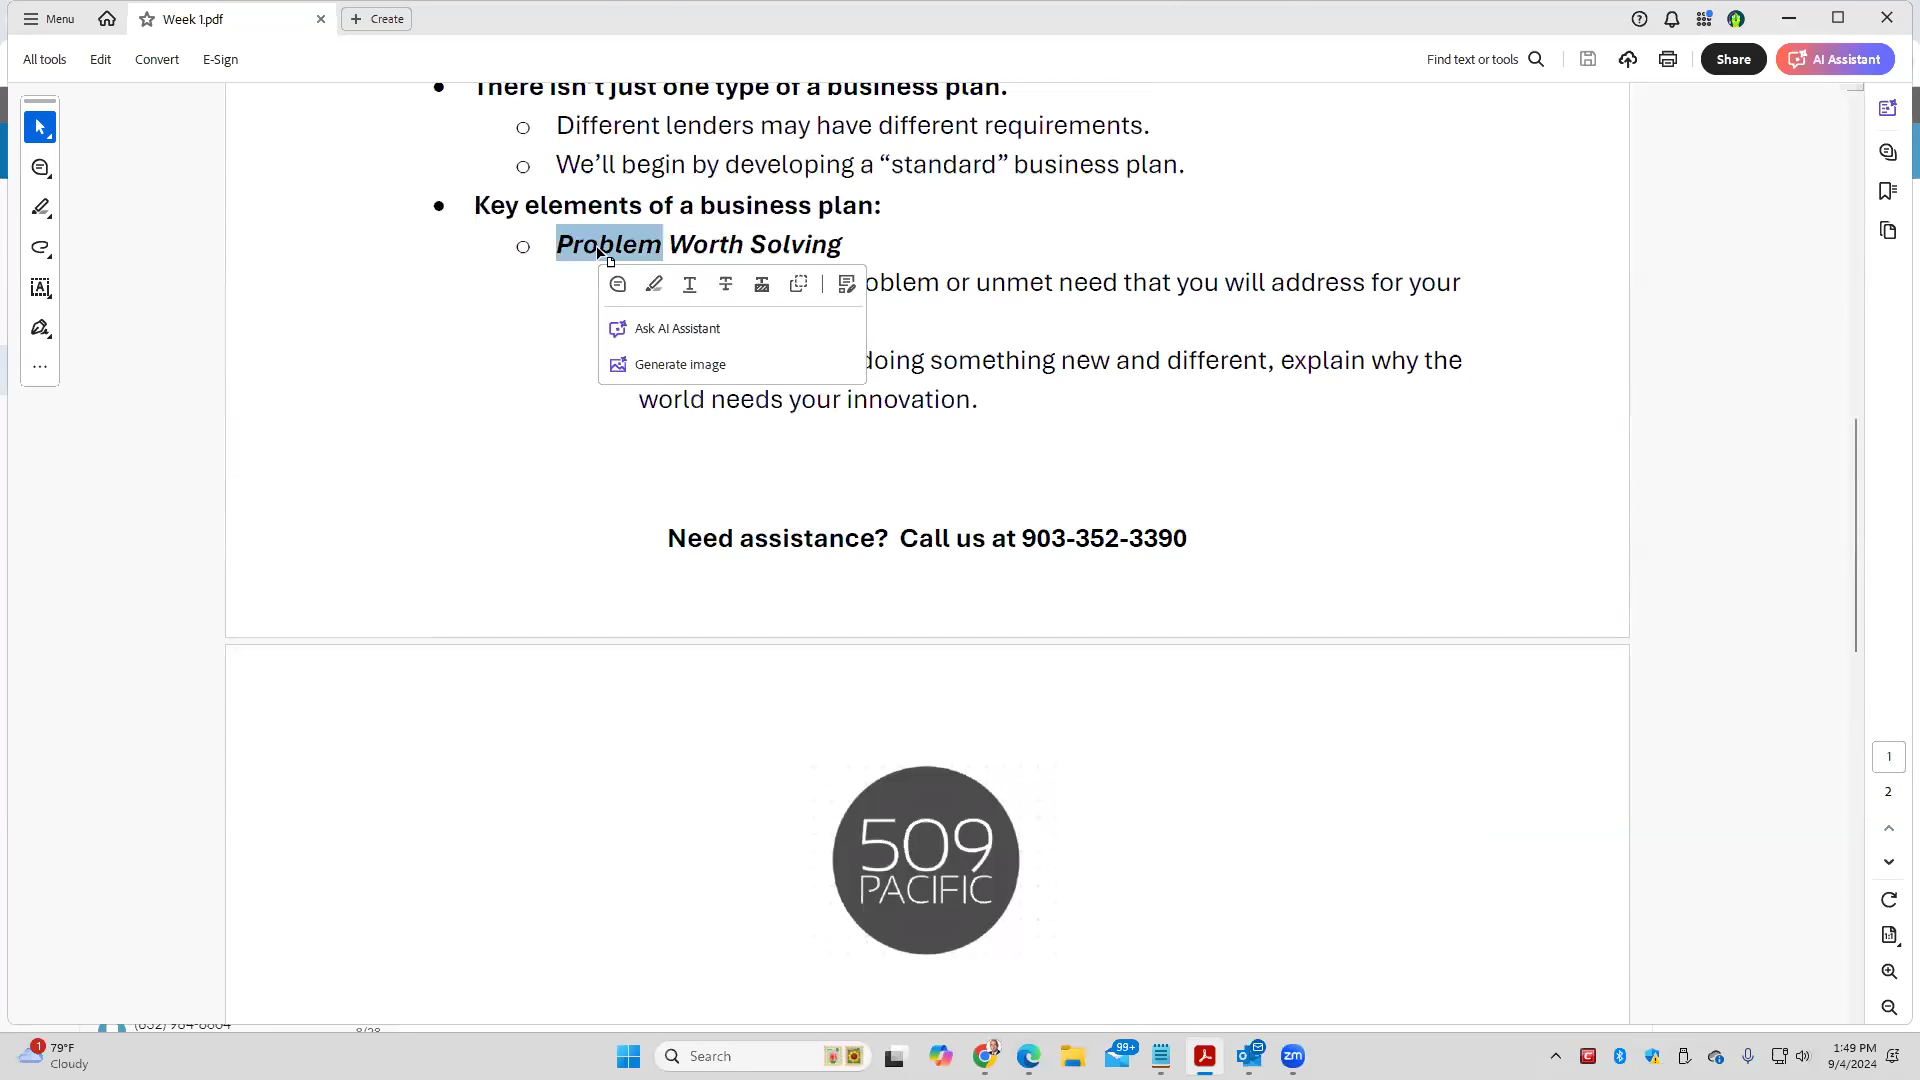 Menu
Week 1.pdf
Create
All tools
Edit
Convert
E-Sign
Find text or tools
Share
AI Assistant
There isn't just one type of a business plan.
Different lenders may have different requirements.
We'll begin by developing a "standard" business plan.
Key elements of a business plan:
Problem Worth Solving
oblem or unmet need that you will address for your
Ask AI Assistant
Generate image
doing something new and different, explain why the
world needs your innovation.
Need assistance? Call us at 903-352-3390
509
PACIFIC
1
2
79°F
Cloudy
1
Search
99+
zm
1:49 PM
9/4/2024